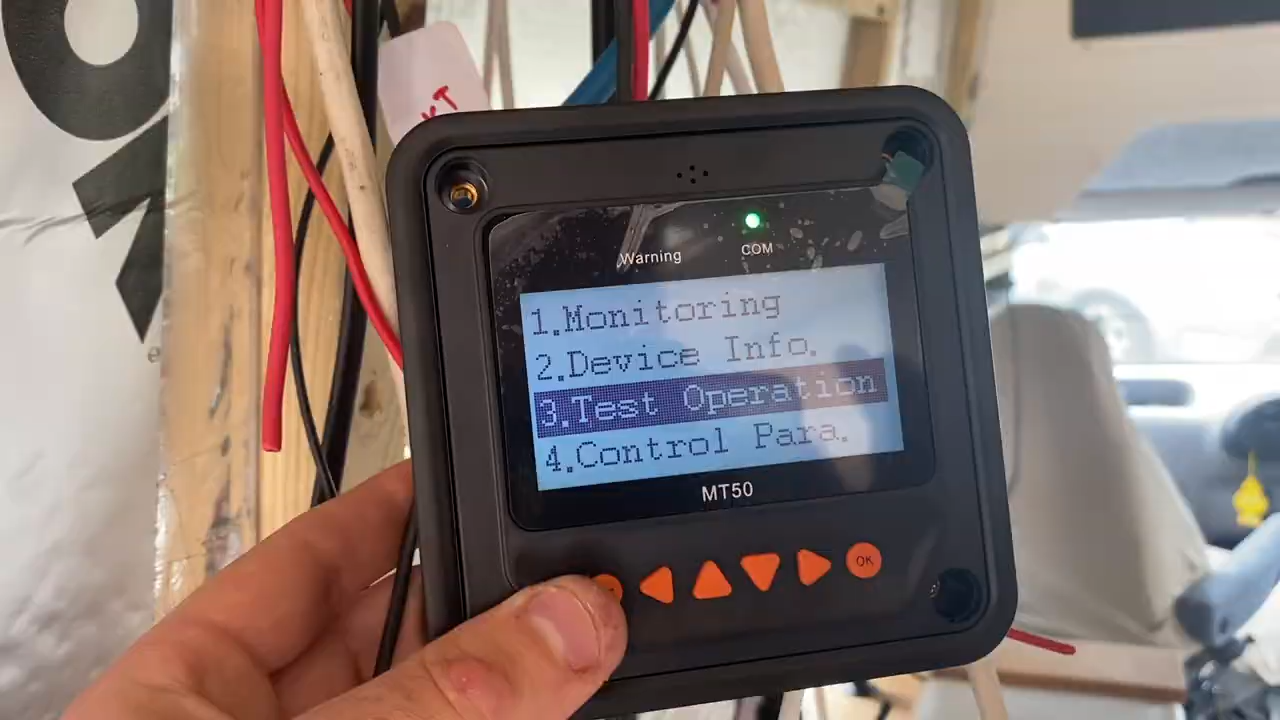 Warning
COM
1.Monitoring
2.Device Info.
3.Test Operation
4.Control Para.
MT50
OK